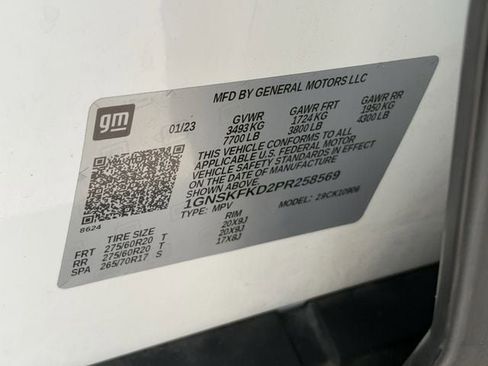 MFD BY GENERAL MOTORS LLC
gm
01/23 GVWR GAWR FRT GAWR RR
3493 KG 1724 KG 1950 KG
7700 LB 3800 LB 4300 LB
THIS VEHICLE CONFORMS TO ALL
APPLICABLE U.S. FEDERAL MOTOR
VEHICLE SAFETY STANDARDS IN EFFECT
ON THE DATE OF MANUFACTURE
SHOWN ABOVE.
1GNSKFKD2PR258569
TYPE: MPV MODEL:
8624
TIRE SIZE RIM
FRT 275/60R20 T 20X9J
RR 275/60R20 T 20X9J
SPA 265/70R17 S 17X8J